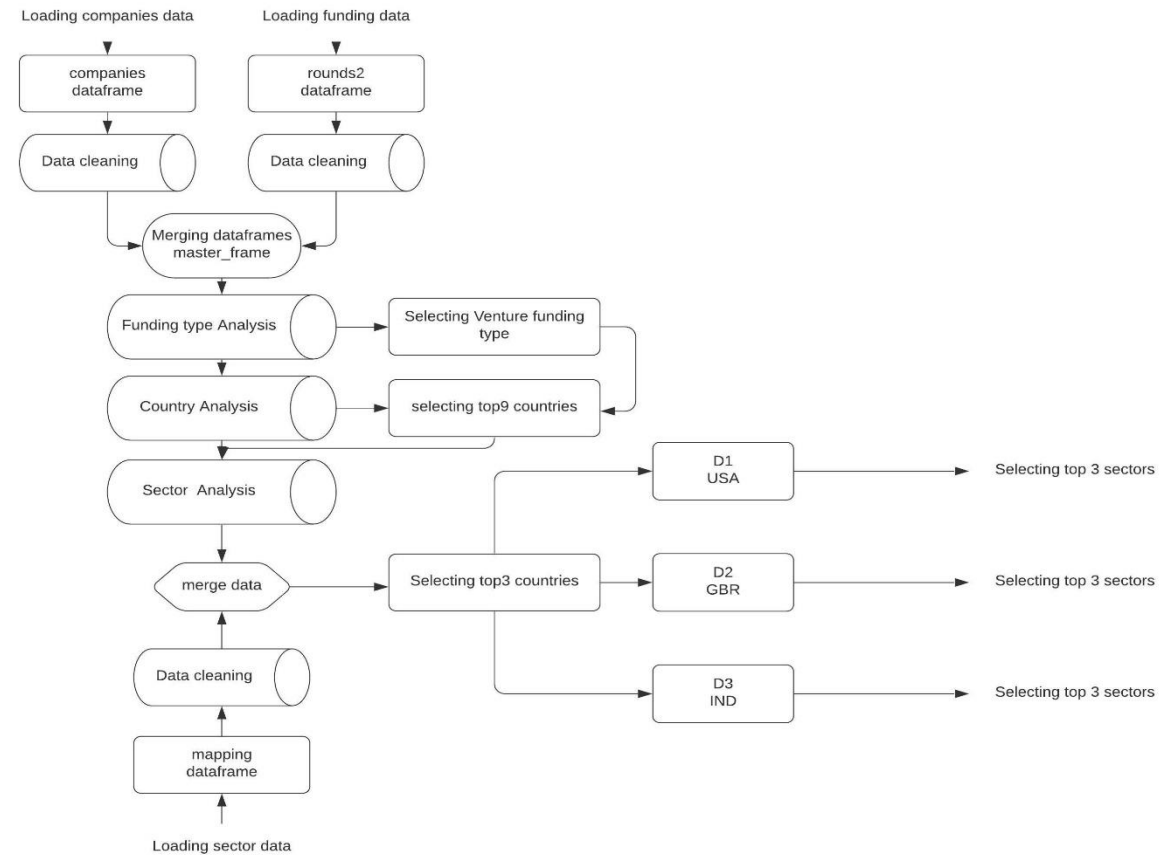 Loading companies data
Loading funding data
companies
dataframe
rounds2
dataframe
Data cleaning
Data cleaning
Merging dataframes
master_frame
Funding type Analysis
Selecting Venture funding
type
Country Analysis
selecting top9 countries
Sector Analysis
D1
USA
Selecting top 3 sectors
merge data
Selecting top3 countries
D2
GBR
Selecting top 3 sectors
Data cleaning
D3
IND
Selecting top 3 sectors
mapping
dataframe
Loading sector data